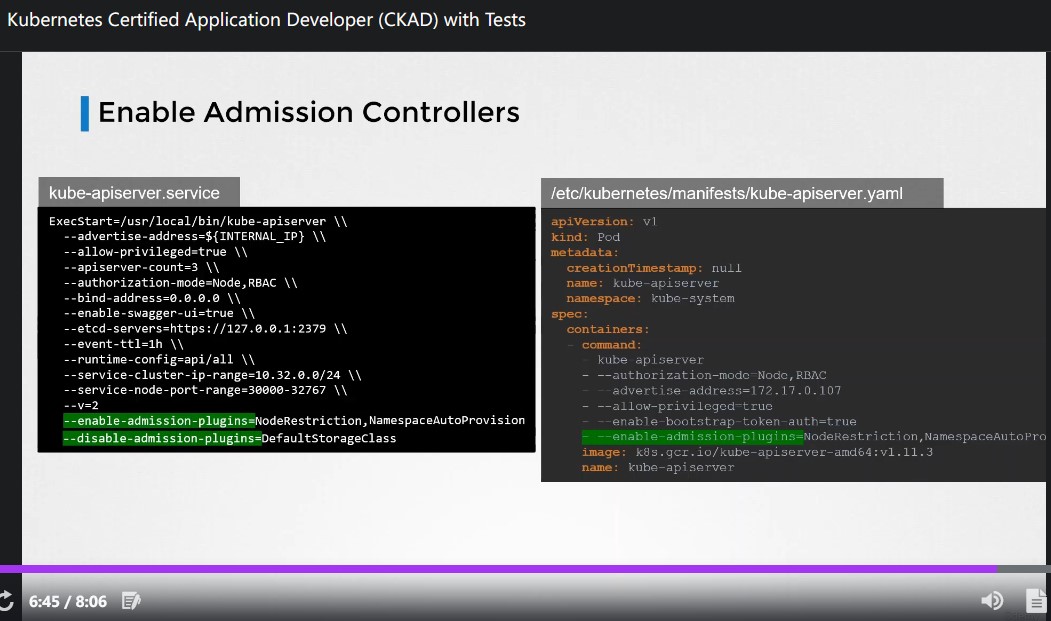 Kubernetes Certified Application Developer (CKAD) with Tests
Enable Admission Controllers
kube-apiserver.service
ExecStart=/usr/local/bin/kube-apiserver \\
--advertise-address=${INTERNAL_IP} \\
--allow-privileged=true \\
--apiserver-count=3 \\
--authorization-mode=Node,RBAC \\
--bind-address=0.0.0.0 \\
--enable-swagger-ui=true \\
--etcd-servers=https://127.0.0.1:2379 \\
--event-ttl=1h \\
--runtime-config=api/all \\
--service-cluster-ip-range=10.32.0.0/24 \\
--service-node-port-range=30000-32767 \\
--v=2
--enable-admission-plugins=NodeRestriction,NamespaceAutoProvision
--disable-admission-plugins=DefaultStorageClass
/etc/kubernetes/manifests/kube-apiserver.yaml
apiVersion: v1
kind: Pod
metadata:
creationTimestamp: null
name: kube-apiserver
namespace: kube-system
spec:
containers:
- command:
- kube-apiserver
- --authorization-mode=Node,RBAC
- --advertise-address=172.17.0.107
- --allow-privileged=true
- --enable-bootstrap-token-auth=true
- --enable-admission-plugins=NodeRestriction,NamespaceAutoPro
image: k8s.gcr.io/kube-apiserver-amd64:v1.11.3
name: kube-apiserver
6:45 / 8:06